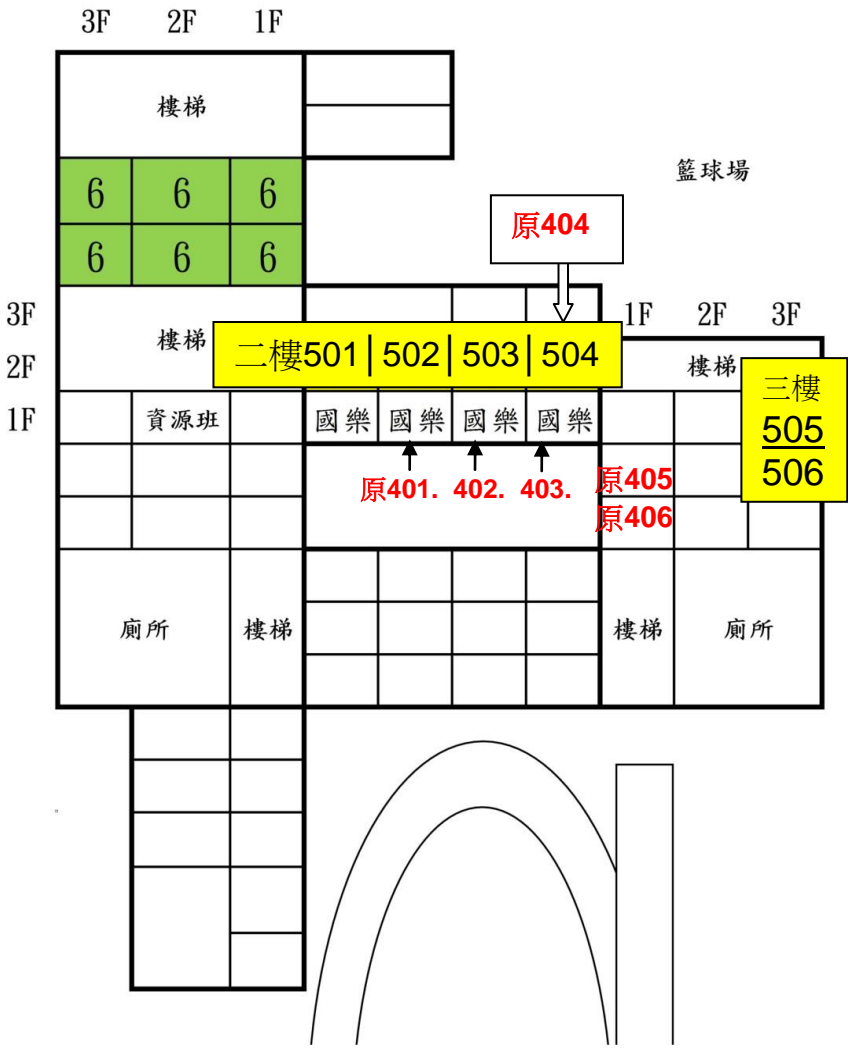 3F 2F 1F
樓梯
籃球場
6 6 6
原404
6 6 6
3F
1F 2F 3F
樓梯
二樓501|502|503|504
樓梯
2F
三樓
505
506
1F
資源班
國樂 國樂 國樂 國樂
原401. 402. 403.
原405
原406
廁所
樓梯
樓梯
廁所